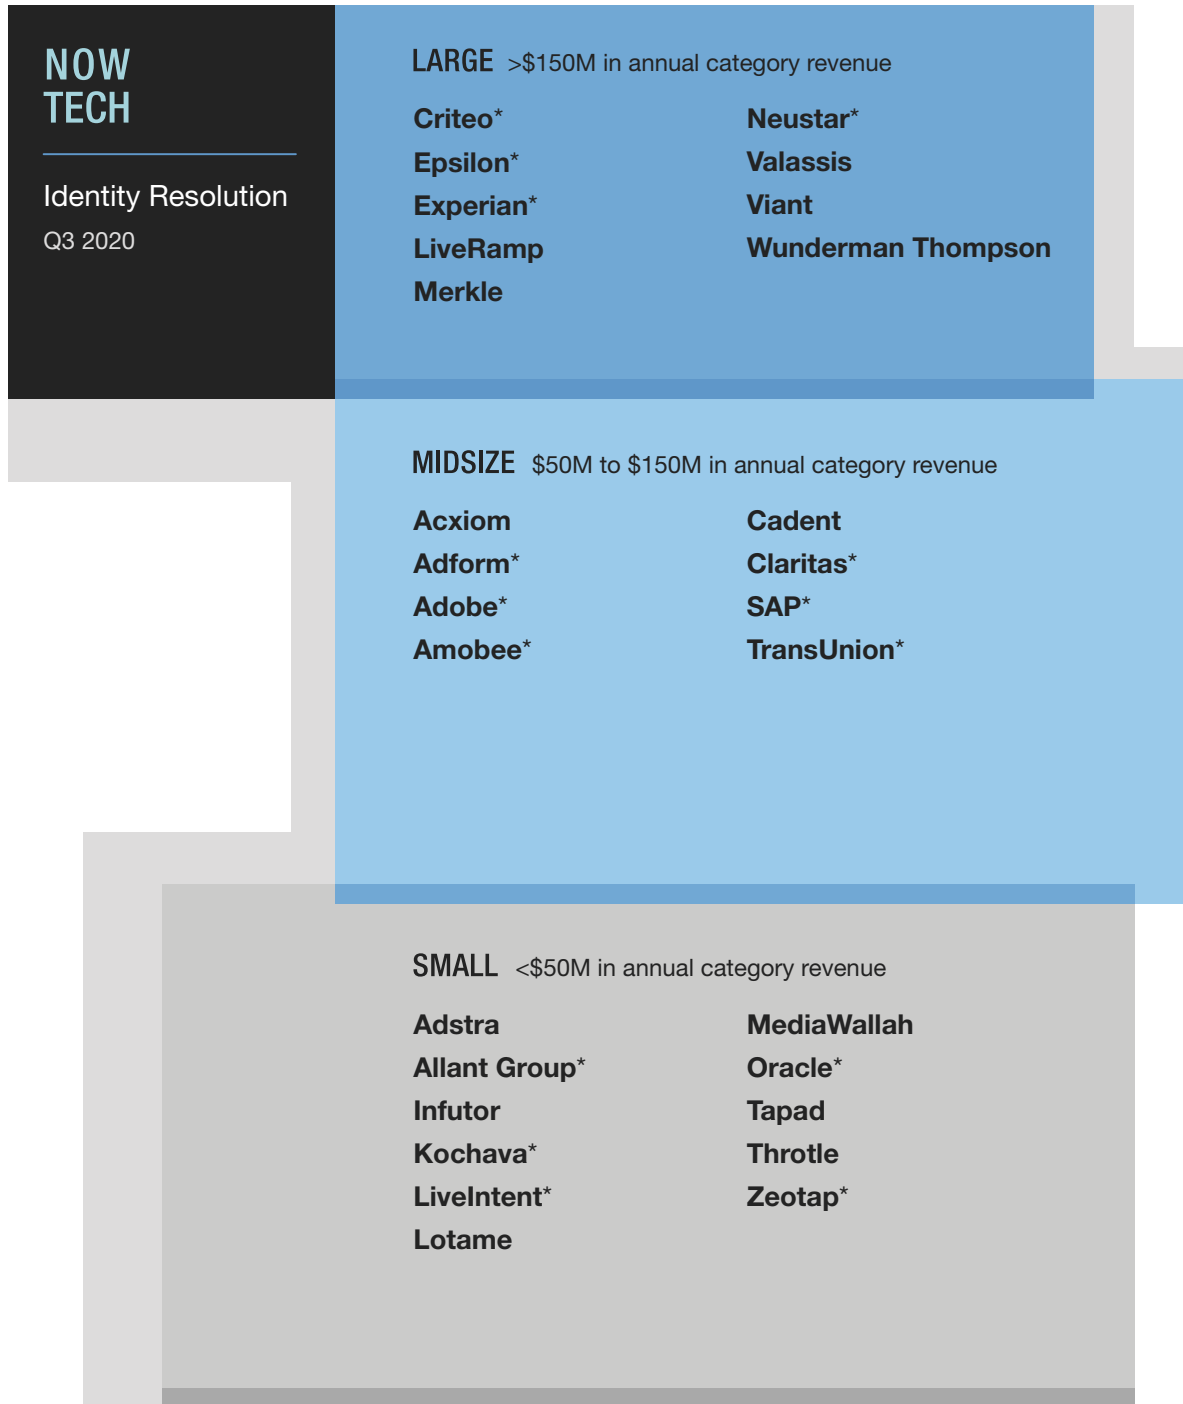 NOW
TECH
Identity Resolution
Q3 2020
LARGE >$150M in annual category revenue
Criteo*
Epsilon*
Experian*
LiveRamp
Merkle
Neustar*
Valassis
Viant
Wunderman Thompson
MIDSIZE $50M to $150M in annual category revenue
Acxiom
Adform*
Adobe*
Amobee*
Cadent
Claritas*
SAP*
TransUnion*
SMALL <$50M in annual category revenue
Adstra
Allant Group*
Infutor
Kochava*
LiveIntent*
Lotame
MediaWallah
Oracle*
Tapad
Throtle
Zeotap*